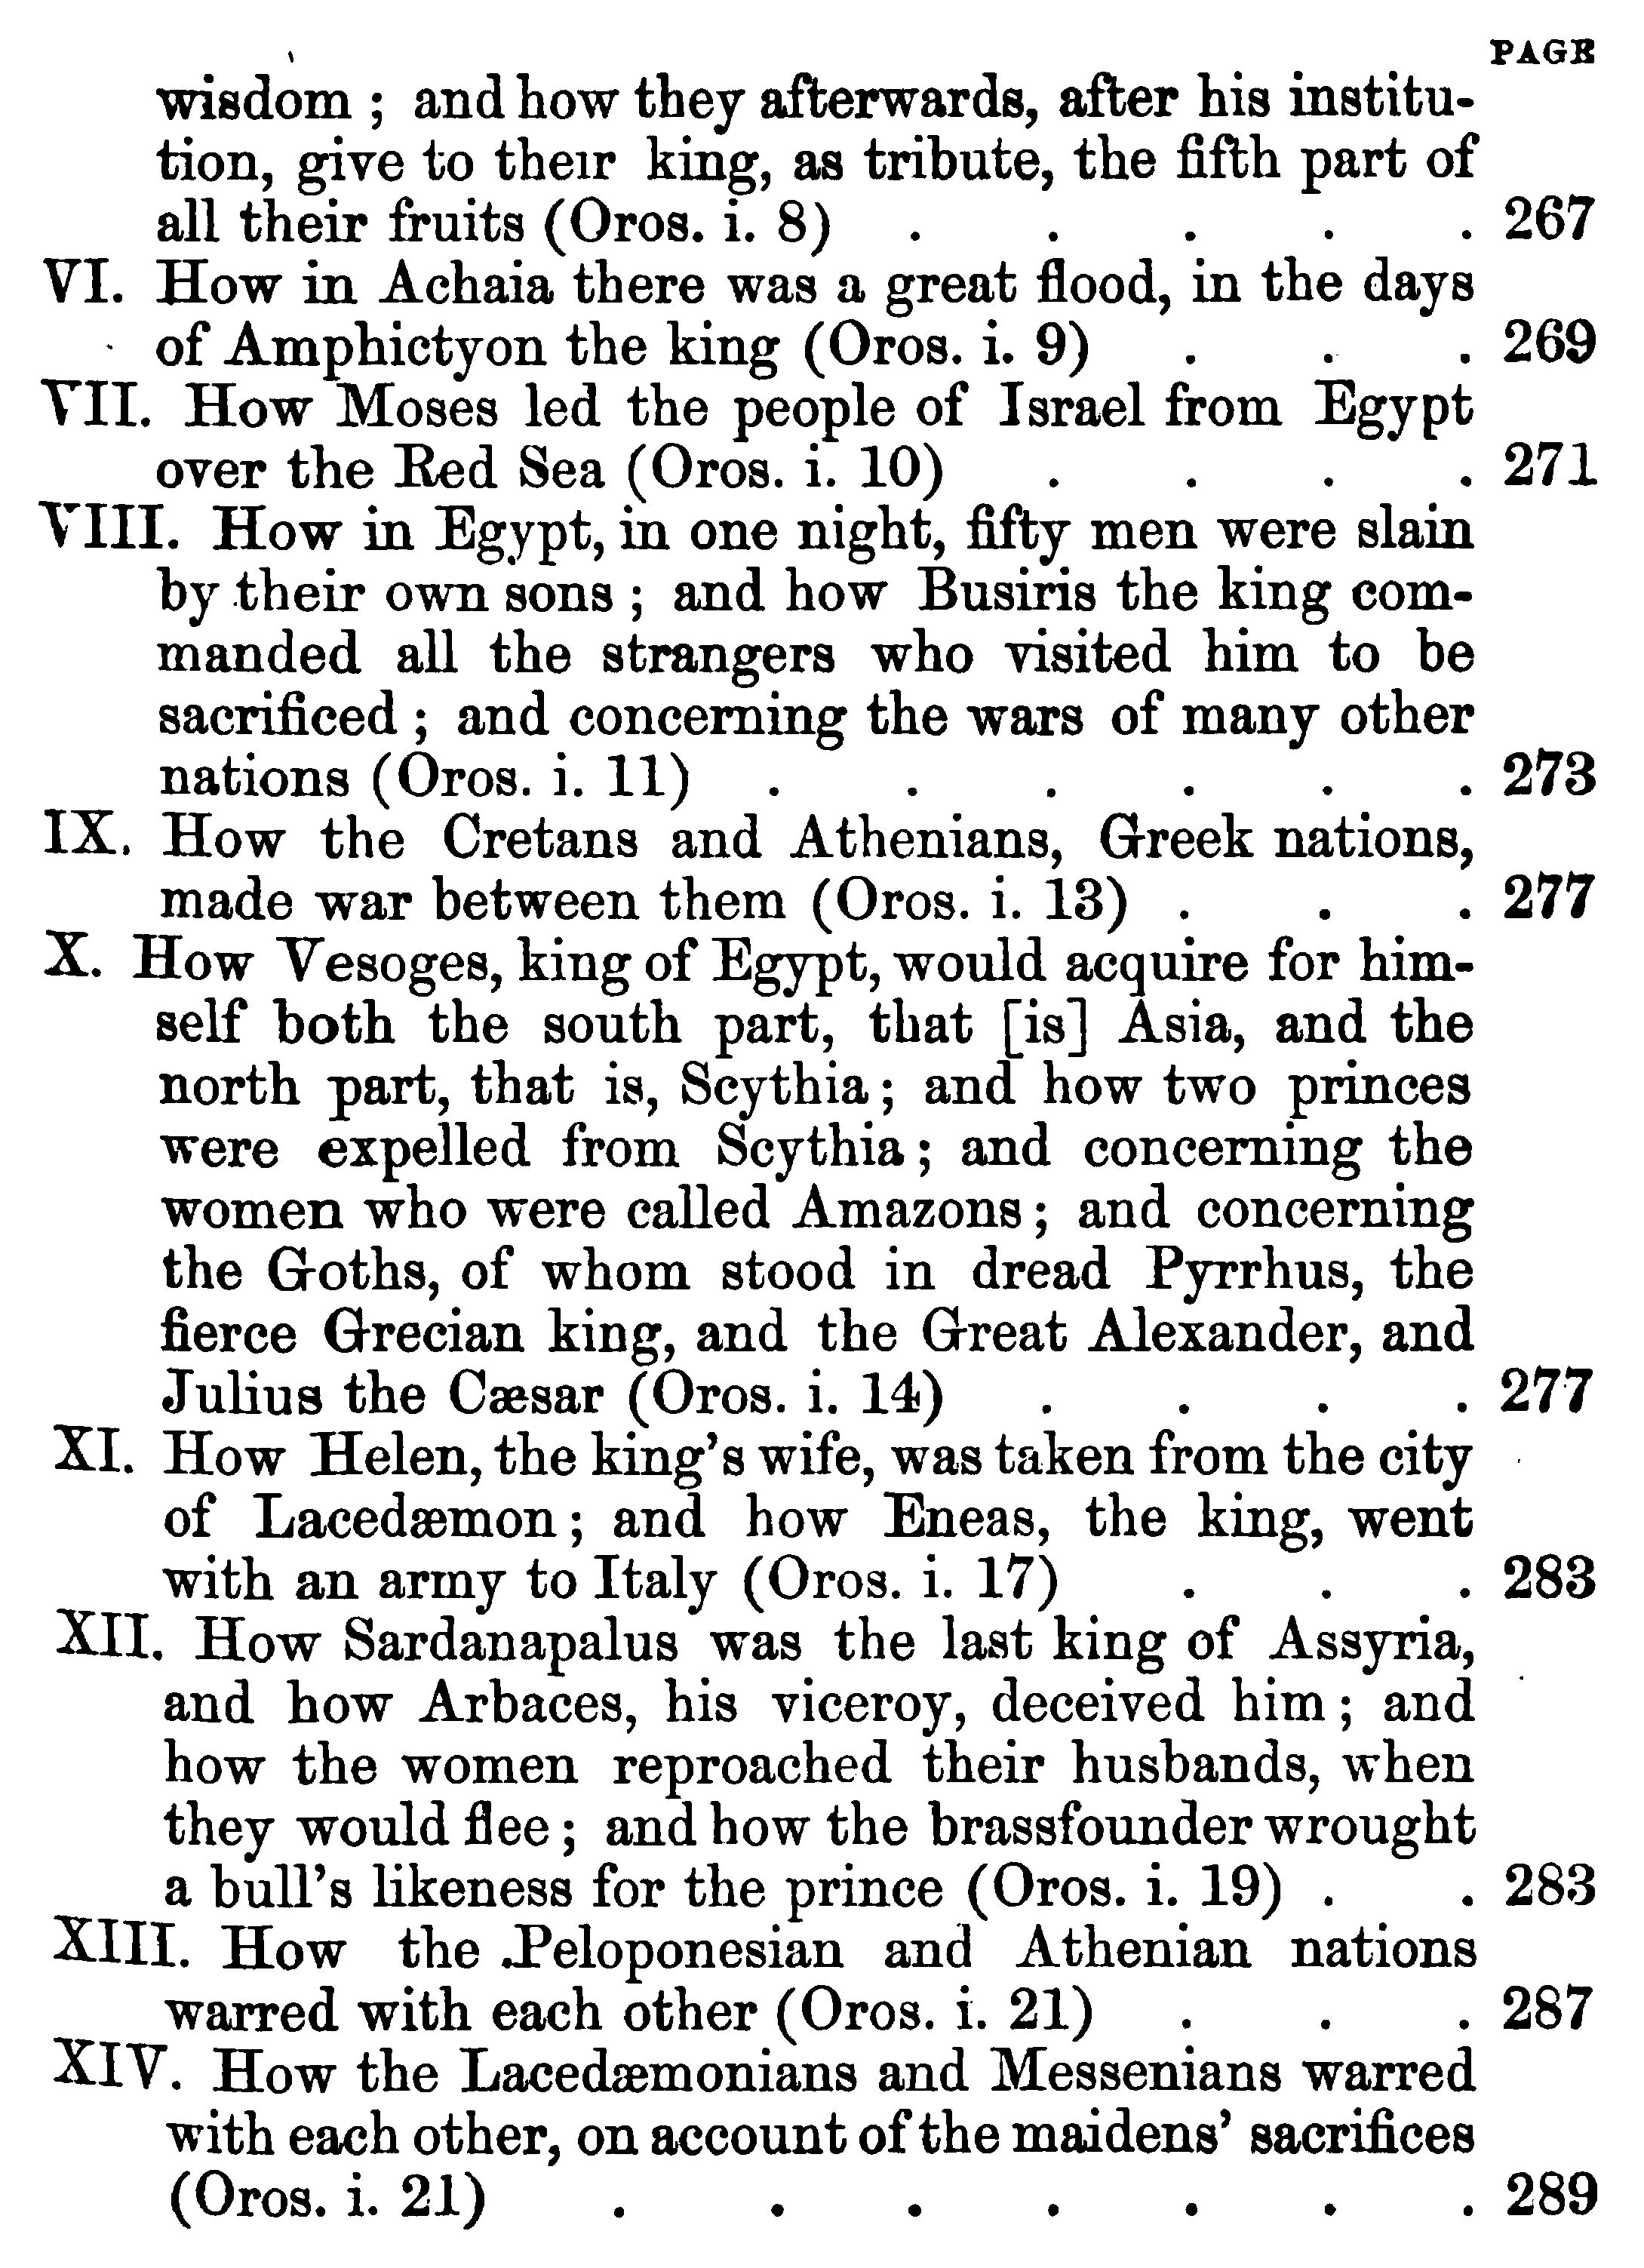 PAGE
wisdom ; and how they afterwards, after his institu-
tion, give to their king, as tribute, the fifth part of
all their fruits (Oros. i. 8) . . . . . 267
VI. How in Achaia there was a great flood, in the days
of Amphictyon the king (Oros. i. 9) . . . 269
VII. How Moses led the people of Israel from Egypt
over the Red Sea (Oros. i. 10) . . . . 271
VIII. How in Egypt, in one night, fifty men were slain
by their own sons ; and how Busiris the king com-
manded all the strangers who visited him to be
sacrificed ; and concerning the wars of many other
nations (Oros. i. 11) . . . . . . 273
IX. How the Cretans and Athenians, Greek nations,
made war between them (Oros. i. 13) . . . 277
X. How Vesoges, king of Egypt, would acquire for him-
self both the south part, that [is] Asia, and the
north part, that is, Scythia ; and how two princes
were expelled from Scythia ; and concerning the
women who were called Amazons ; and concerning
the Goths, of whom stood in dread Pyrrhus, the
fierce Grecian king, and the Great Alexander, and
Julius the Cæsar (Oros. i. 14) . . . . 277
XI. How Helen, the king's wife, was taken from the city
of Lacedæmon ; and how Eneas, the king, went
with an army to Italy (Oros. i. 17) . . . 283
XII. How Sardanapalus was the last king of Assyria,
and how Arbaces, his viceroy, deceived him ; and
how the women reproached their husbands, when
they would flee ; and how the brassfounder wrought
a bull's likeness for the prince (Oros. i. 19) . . 283
XIII. How the Peloponesian and Athenian nations
warred with each other (Oros. i. 21) . . . 287
XIV. How the Lacedæmonians and Messenians warred
with each other, on account of the maidens' sacrifices
(Oros. i. 21) . . . . . . . 289